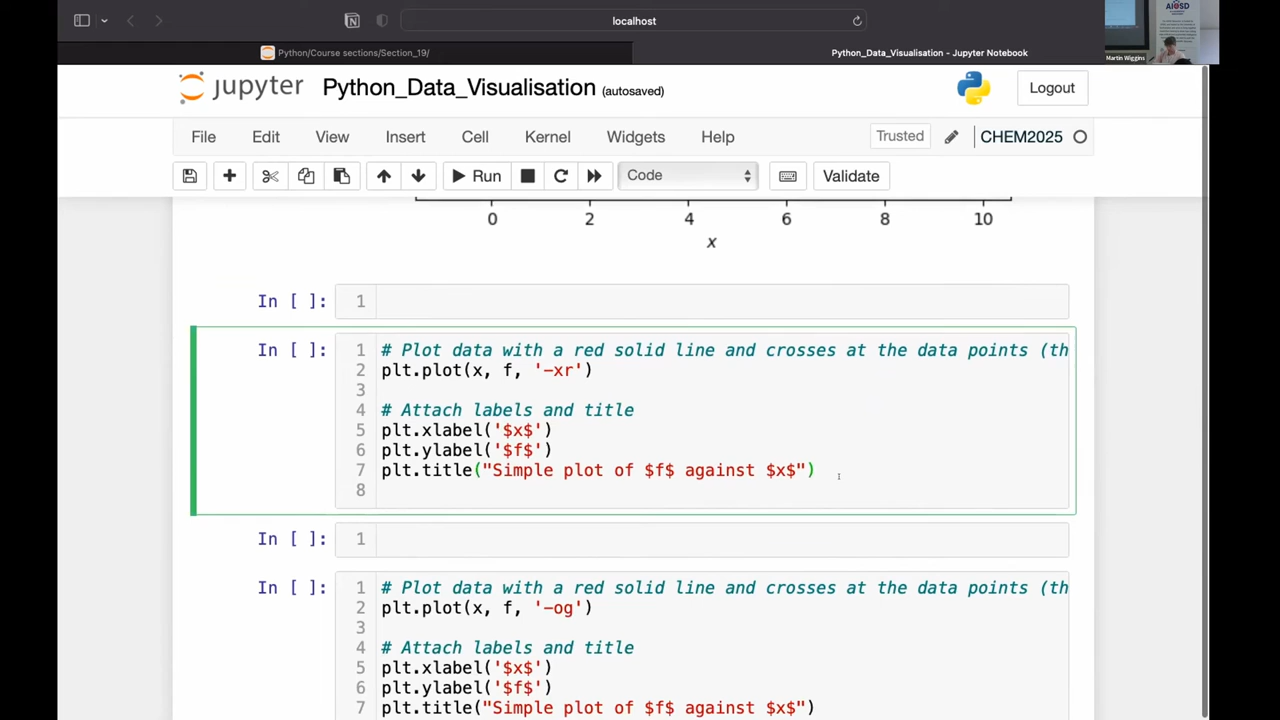 localhost
AI4SD
Python/Course sections/Section_19/
Python_Data_Visualisation - Jupyter Notebook
Martin Wiggins
jupyter Python_Data_Visualisation (autosaved)
Logout
File Edit View Insert Cell Kernel Widgets Help
Trusted
CHEM2025
Run
Code
Validate
0 2 4 6 8 10
x
In [ ]: 1
In [ ]: 1 # Plot data with a red solid line and crosses at the data points (th
2 plt.plot(x, f, '-xr')
3
4 # Attach labels and title
5 plt.xlabel('$x$')
6 plt.ylabel('$f$')
7 plt.title("Simple plot of $f$ against $x$")
8
In [ ]: 1
In [ ]: 1 # Plot data with a red solid line and crosses at the data points (th
2 plt.plot(x, f, '-og')
3
4 # Attach labels and title
5 plt.xlabel('$x$')
6 plt.ylabel('$f$')
7 plt.title("Simple plot of $f$ against $x$")